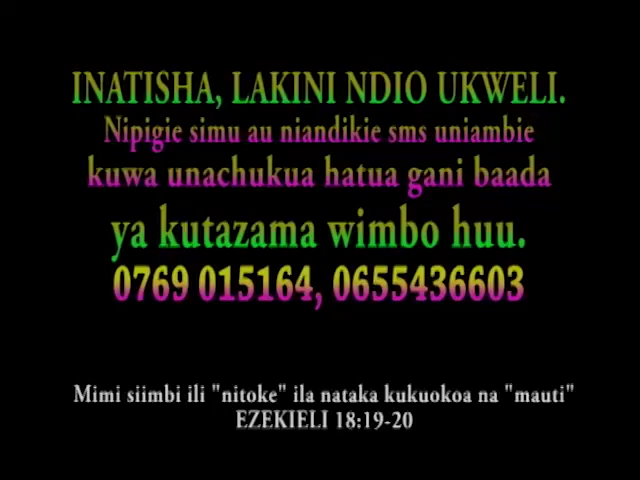 INATISHA, LAKINI NDIO UKWELI.
Nipigie simu au niandikie sms uniambie
kuwa unachukua hatua gani baada
ya kutazama wimbo huu.
0769 015164, 0655436603
Mimi siimbi ili "nitoke" ila nataka kukuokoa na "mauti"
EZEKIELI 18:19-20